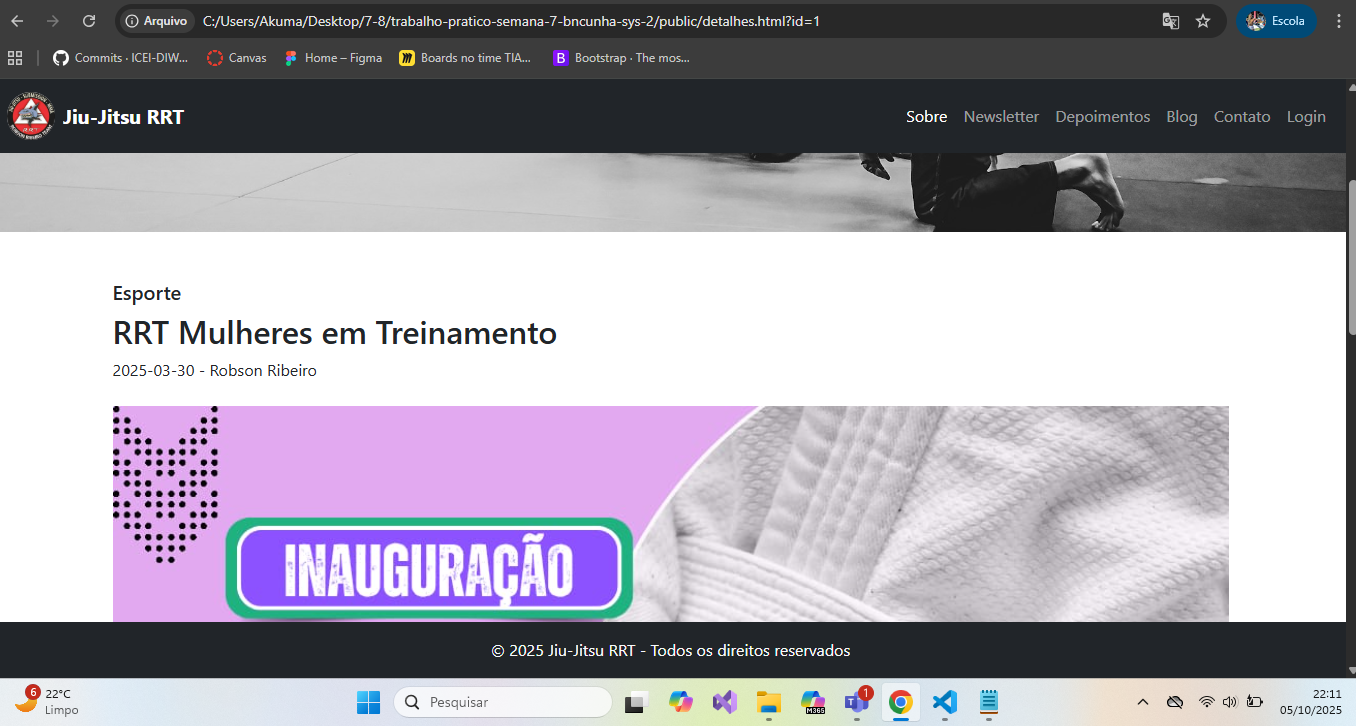 Arquivo C:/Users/Akuma/Desktop/7-8/trabalho-pratico-semana-7-bncunha-sys-2/public/detalhes.html?id=1 Escola
Commits · ICEI-DIW... Canvas Home – Figma Boards no time TIA... B Bootstrap · The mos...
Jiu-Jitsu RRT Sobre Newsletter Depoimentos Blog Contato Login
Esporte
RRT Mulheres em Treinamento
2025-03-30 - Robson Ribeiro
INAUGURAÇÃO
© 2025 Jiu-Jitsu RRT - Todos os direitos reservados
6 22°C
Limpo
Pesquisar
M365
1
22:11
05/10/2025